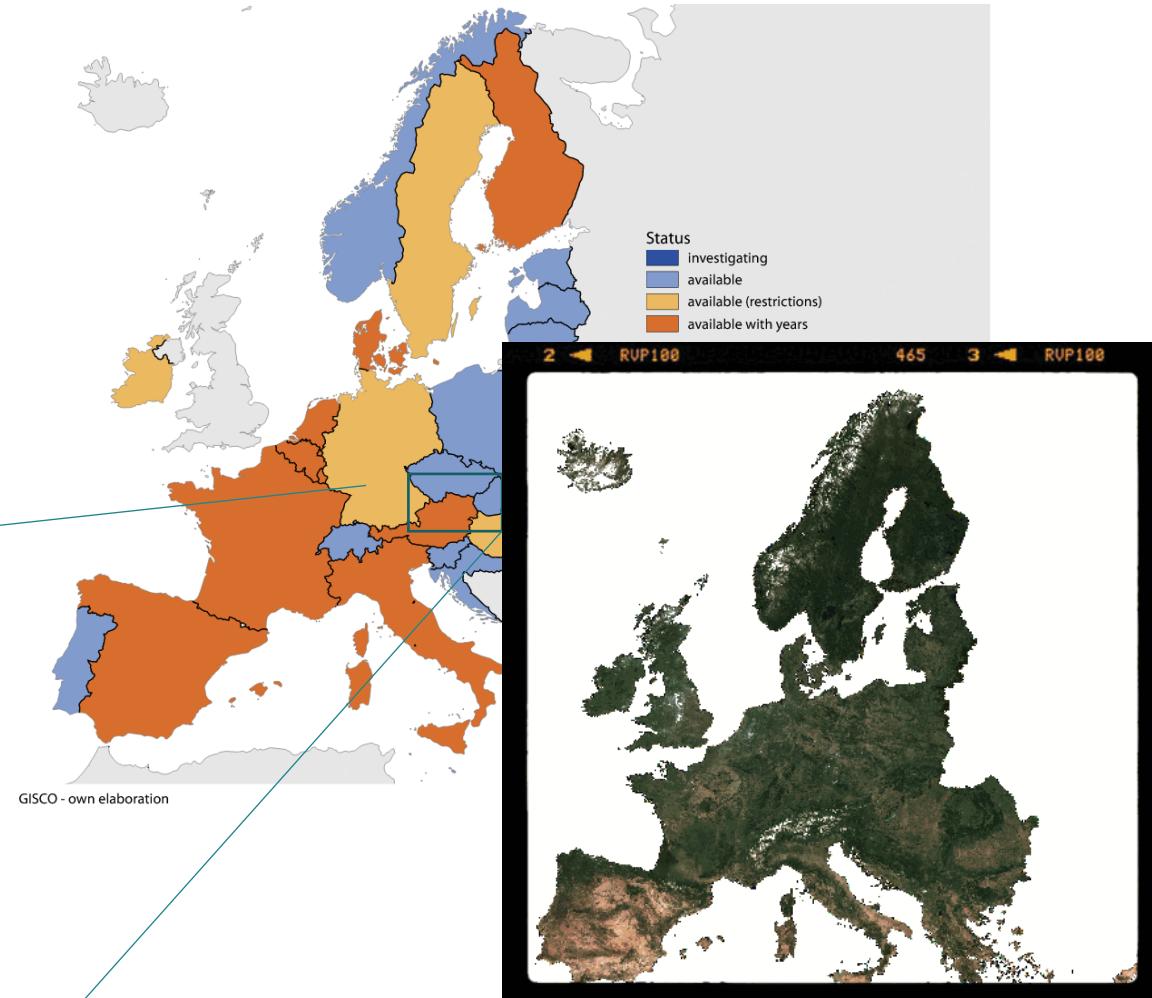 Status
investigating
available
available (restrictions)
available with years
2 ◀ RVP100 465 3 ◀ RVP100
GISCO - own elaboration